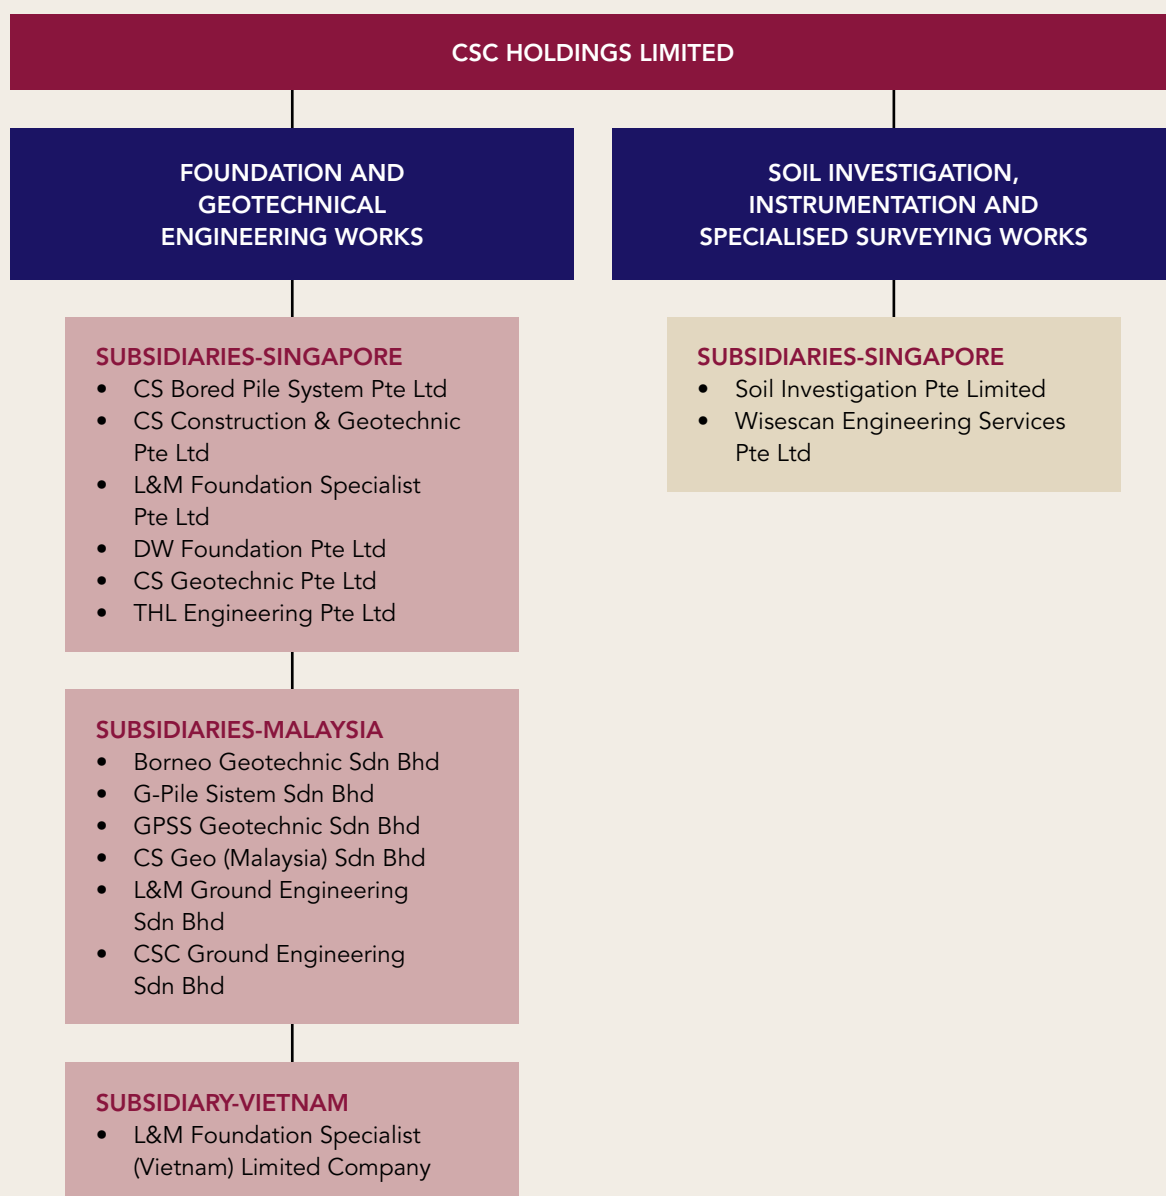 CSC HOLDINGS LIMITED
FOUNDATION AND
GEOTECHNICAL
ENGINEERING WORKS
SUBSIDIARIES-SINGAPORE
• CS Bored Pile System Pte Ltd
• CS Construction & Geotechnic
Pte Ltd
• L&M Foundation Specialist
Pte Ltd
• DW Foundation Pte Ltd
• CS Geotechnic Pte Ltd
• THL Engineering Pte Ltd
SUBSIDIARIES-MALAYSIA
• Borneo Geotechnic Sdn Bhd
• G-Pile Sistem Sdn Bhd
• GPSS Geotechnic Sdn Bhd
• CS Geo (Malaysia) Sdn Bhd
• L&M Ground Engineering
Sdn Bhd
• CSC Ground Engineering
Sdn Bhd
SUBSIDIARY-VIETNAM
• L&M Foundation Specialist
(Vietnam) Limited Company
SOIL INVESTIGATION,
INSTRUMENTATION AND
SPECIALISED SURVEYING WORKS
SUBSIDIARIES-SINGAPORE
• Soil Investigation Pte Limited
• Wisescan Engineering Services
Pte Ltd